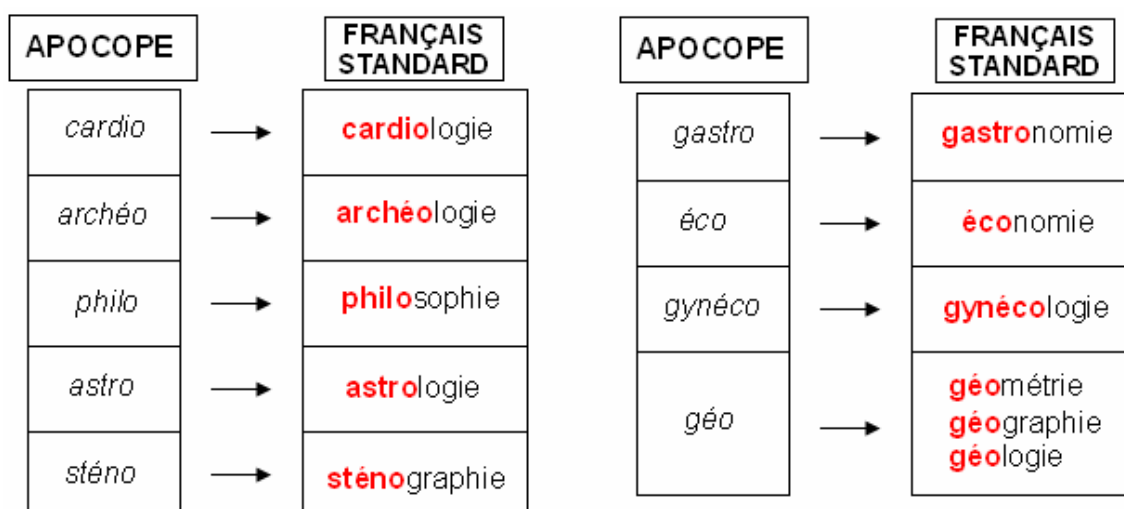 APOCOPE
FRANÇAIS
STANDARD
cardio
cardiologie
archéo
archéologie
philo
philosophie
astro
astrologie
sténo
sténographie
APOCOPE
FRANÇAIS
STANDARD
gastro
gastronomie
éco
économie
gynéco
gynécologie
géo
géométrie
géographie
géologie